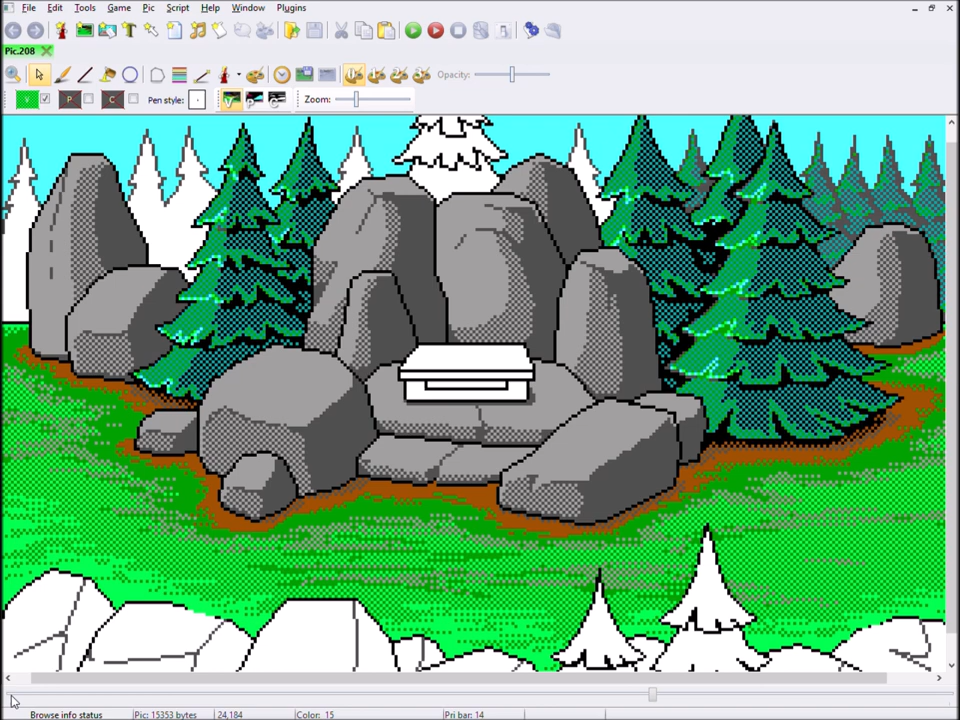 File Edit Tools Game Pic Script Help Window Plygins
Pic.208
Opacity:
V P C Pen style: V P C Zoom:
Browse info status Pic: 15353 bytes 24,184 Color: 15 Pri bar: 14